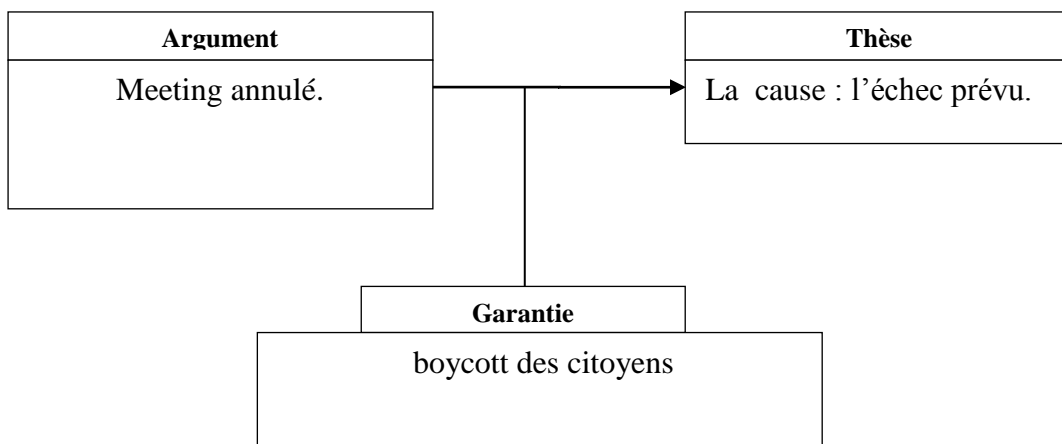 Argument
Meeting annulé.
Thèse
La cause : l’échec prévu.
Garantie
boycott des citoyens